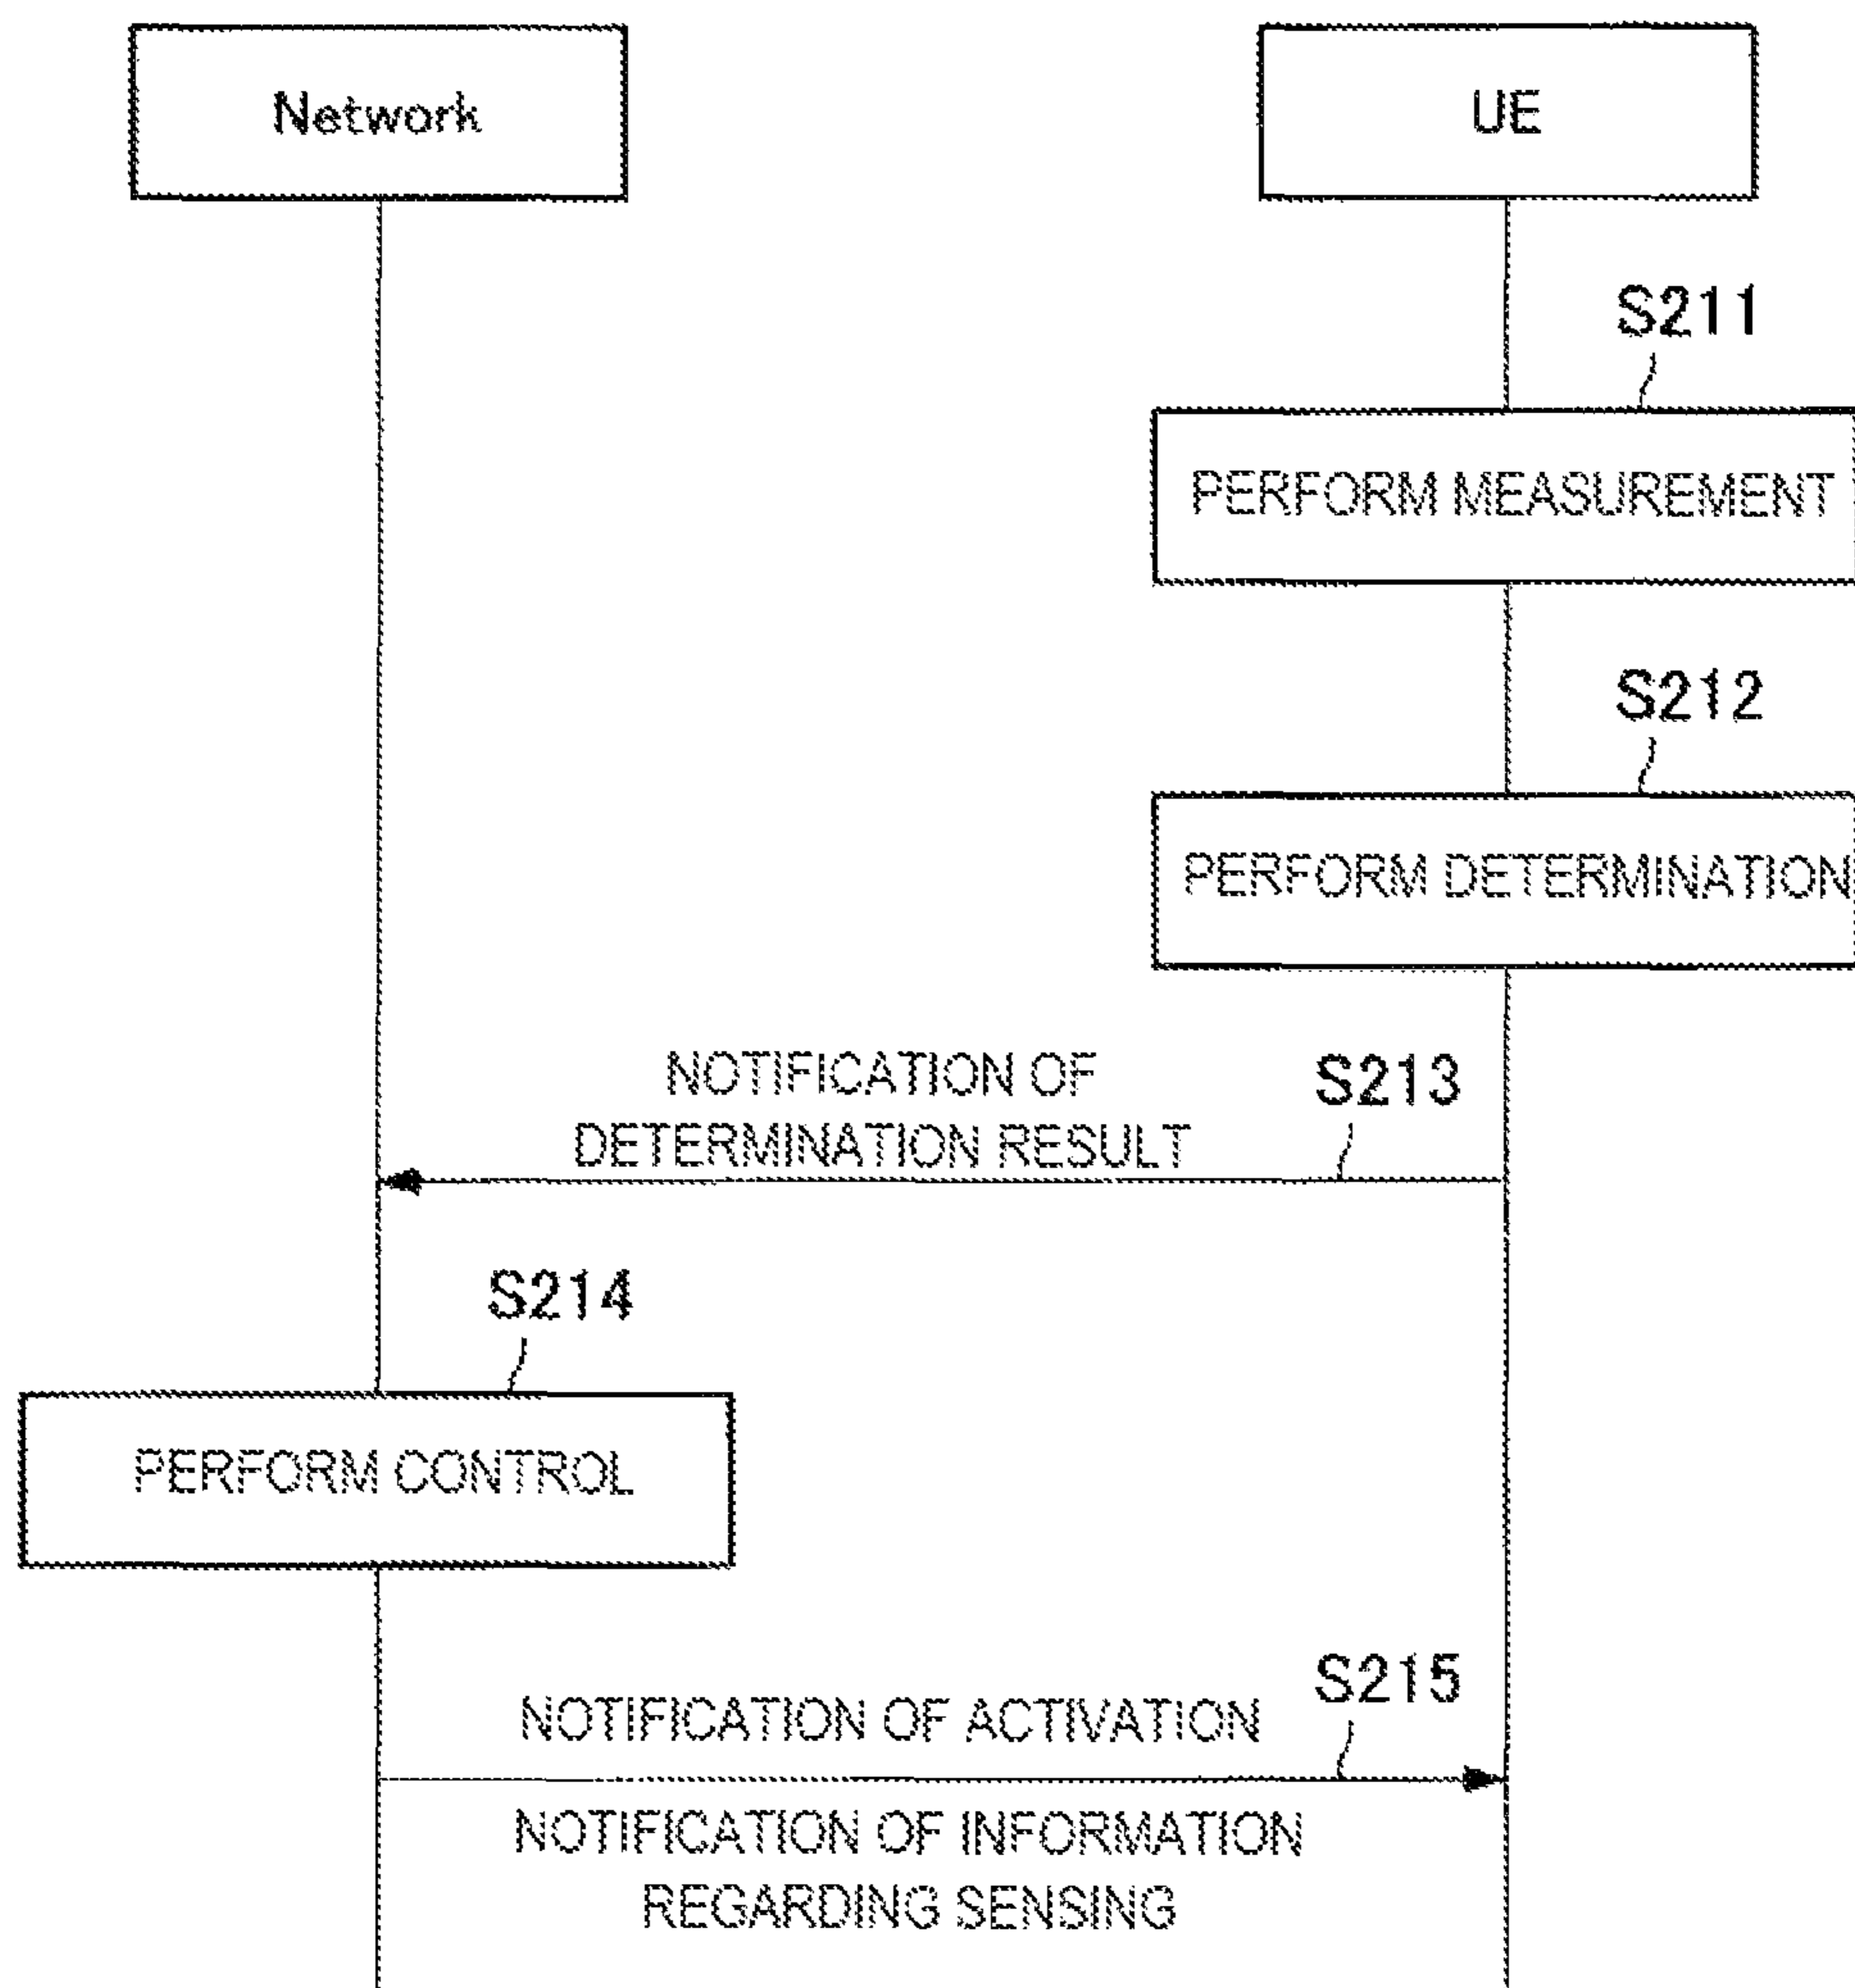 Network
UE
S211
PERFORM MEASUREMENT
S212
PERFORM DETERMINATION
NOTIFICATION OF
DETERMINATION RESULT
S213
S214
PERFORM CONTROL
S215
NOTIFICATION OF ACTIVATION
NOTIFICATION OF INFORMATION
REGARDING SENSING